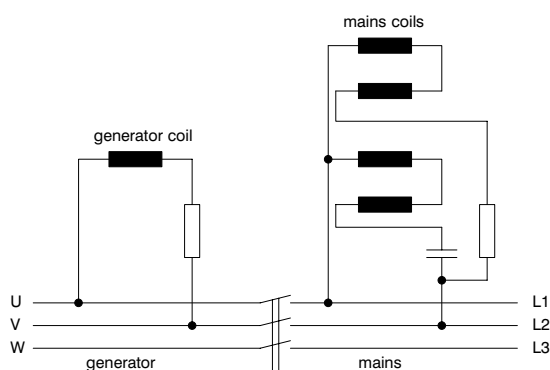 mains coils
generator coil
U L1
V L2
W L3
generator mains